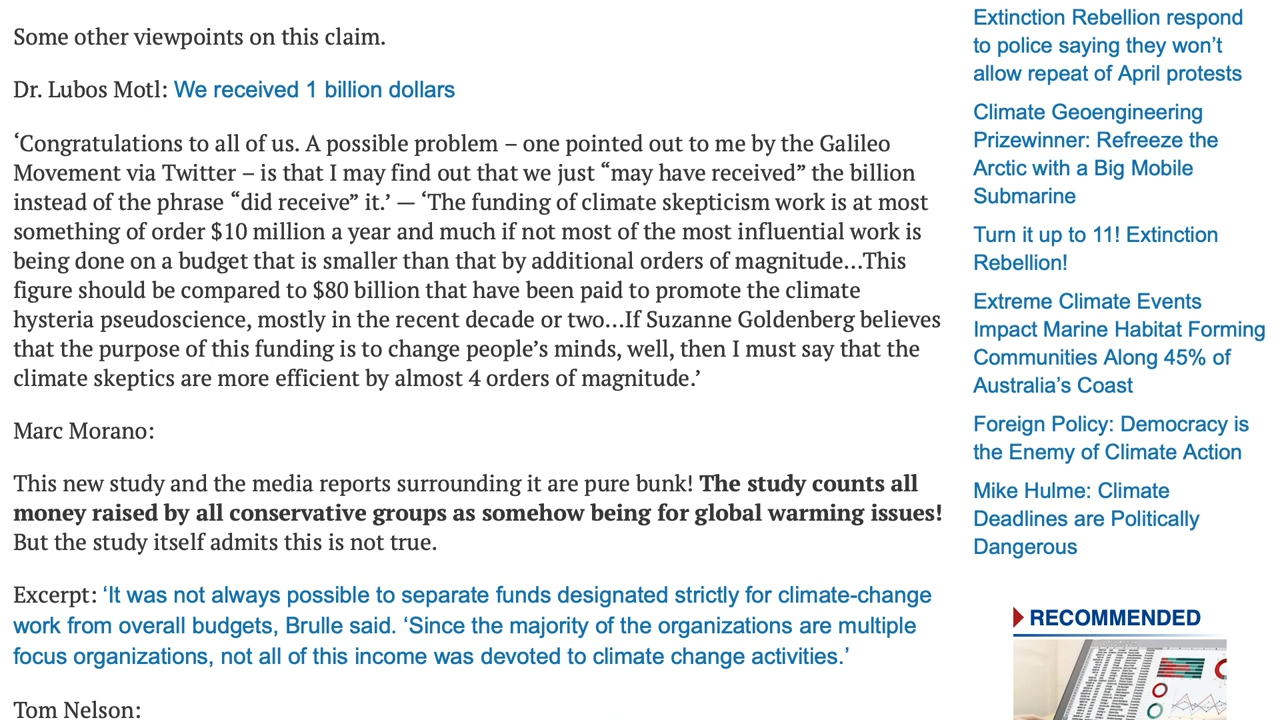 Some other viewpoints on this claim.
Dr. Lubos Motl: We received 1 billion dollars
‘Congratulations to all of us. A possible problem – one pointed out to me by the Galileo
Movement via Twitter – is that I may find out that we just “may have received” the billion
instead of the phrase “did receive” it.’ — ‘The funding of climate skepticism work is at most
something of order $10 million a year and much if not most of the most influential work is
being done on a budget that is smaller than that by additional orders of magnitude…This
figure should be compared to $80 billion that have been paid to promote the climate
hysteria pseudoscience, mostly in the recent decade or two…If Suzanne Goldenberg believes
that the purpose of this funding is to change people’s minds, well, then I must say that the
climate skeptics are more efficient by almost 4 orders of magnitude.’
Marc Morano:
This new study and the media reports surrounding it are pure bunk! The study counts all
money raised by all conservative groups as somehow being for global warming issues!
But the study itself admits this is not true.
Excerpt: ‘It was not always possible to separate funds designated strictly for climate-change
work from overall budgets, Brulle said. ‘Since the majority of the organizations are multiple
focus organizations, not all of this income was devoted to climate change activities.’
Tom Nelson:
Extinction Rebellion respond
to police saying they won’t
allow repeat of April protests
Climate Geoengineering
Prizewinner: Refreeze the
Arctic with a Big Mobile
Submarine
Turn it up to 11! Extinction
Rebellion!
Extreme Climate Events
Impact Marine Habitat Forming
Communities Along 45% of
Australia’s Coast
Foreign Policy: Democracy is
the Enemy of Climate Action
Mike Hulme: Climate
Deadlines are Politically
Dangerous
RECOMMENDED